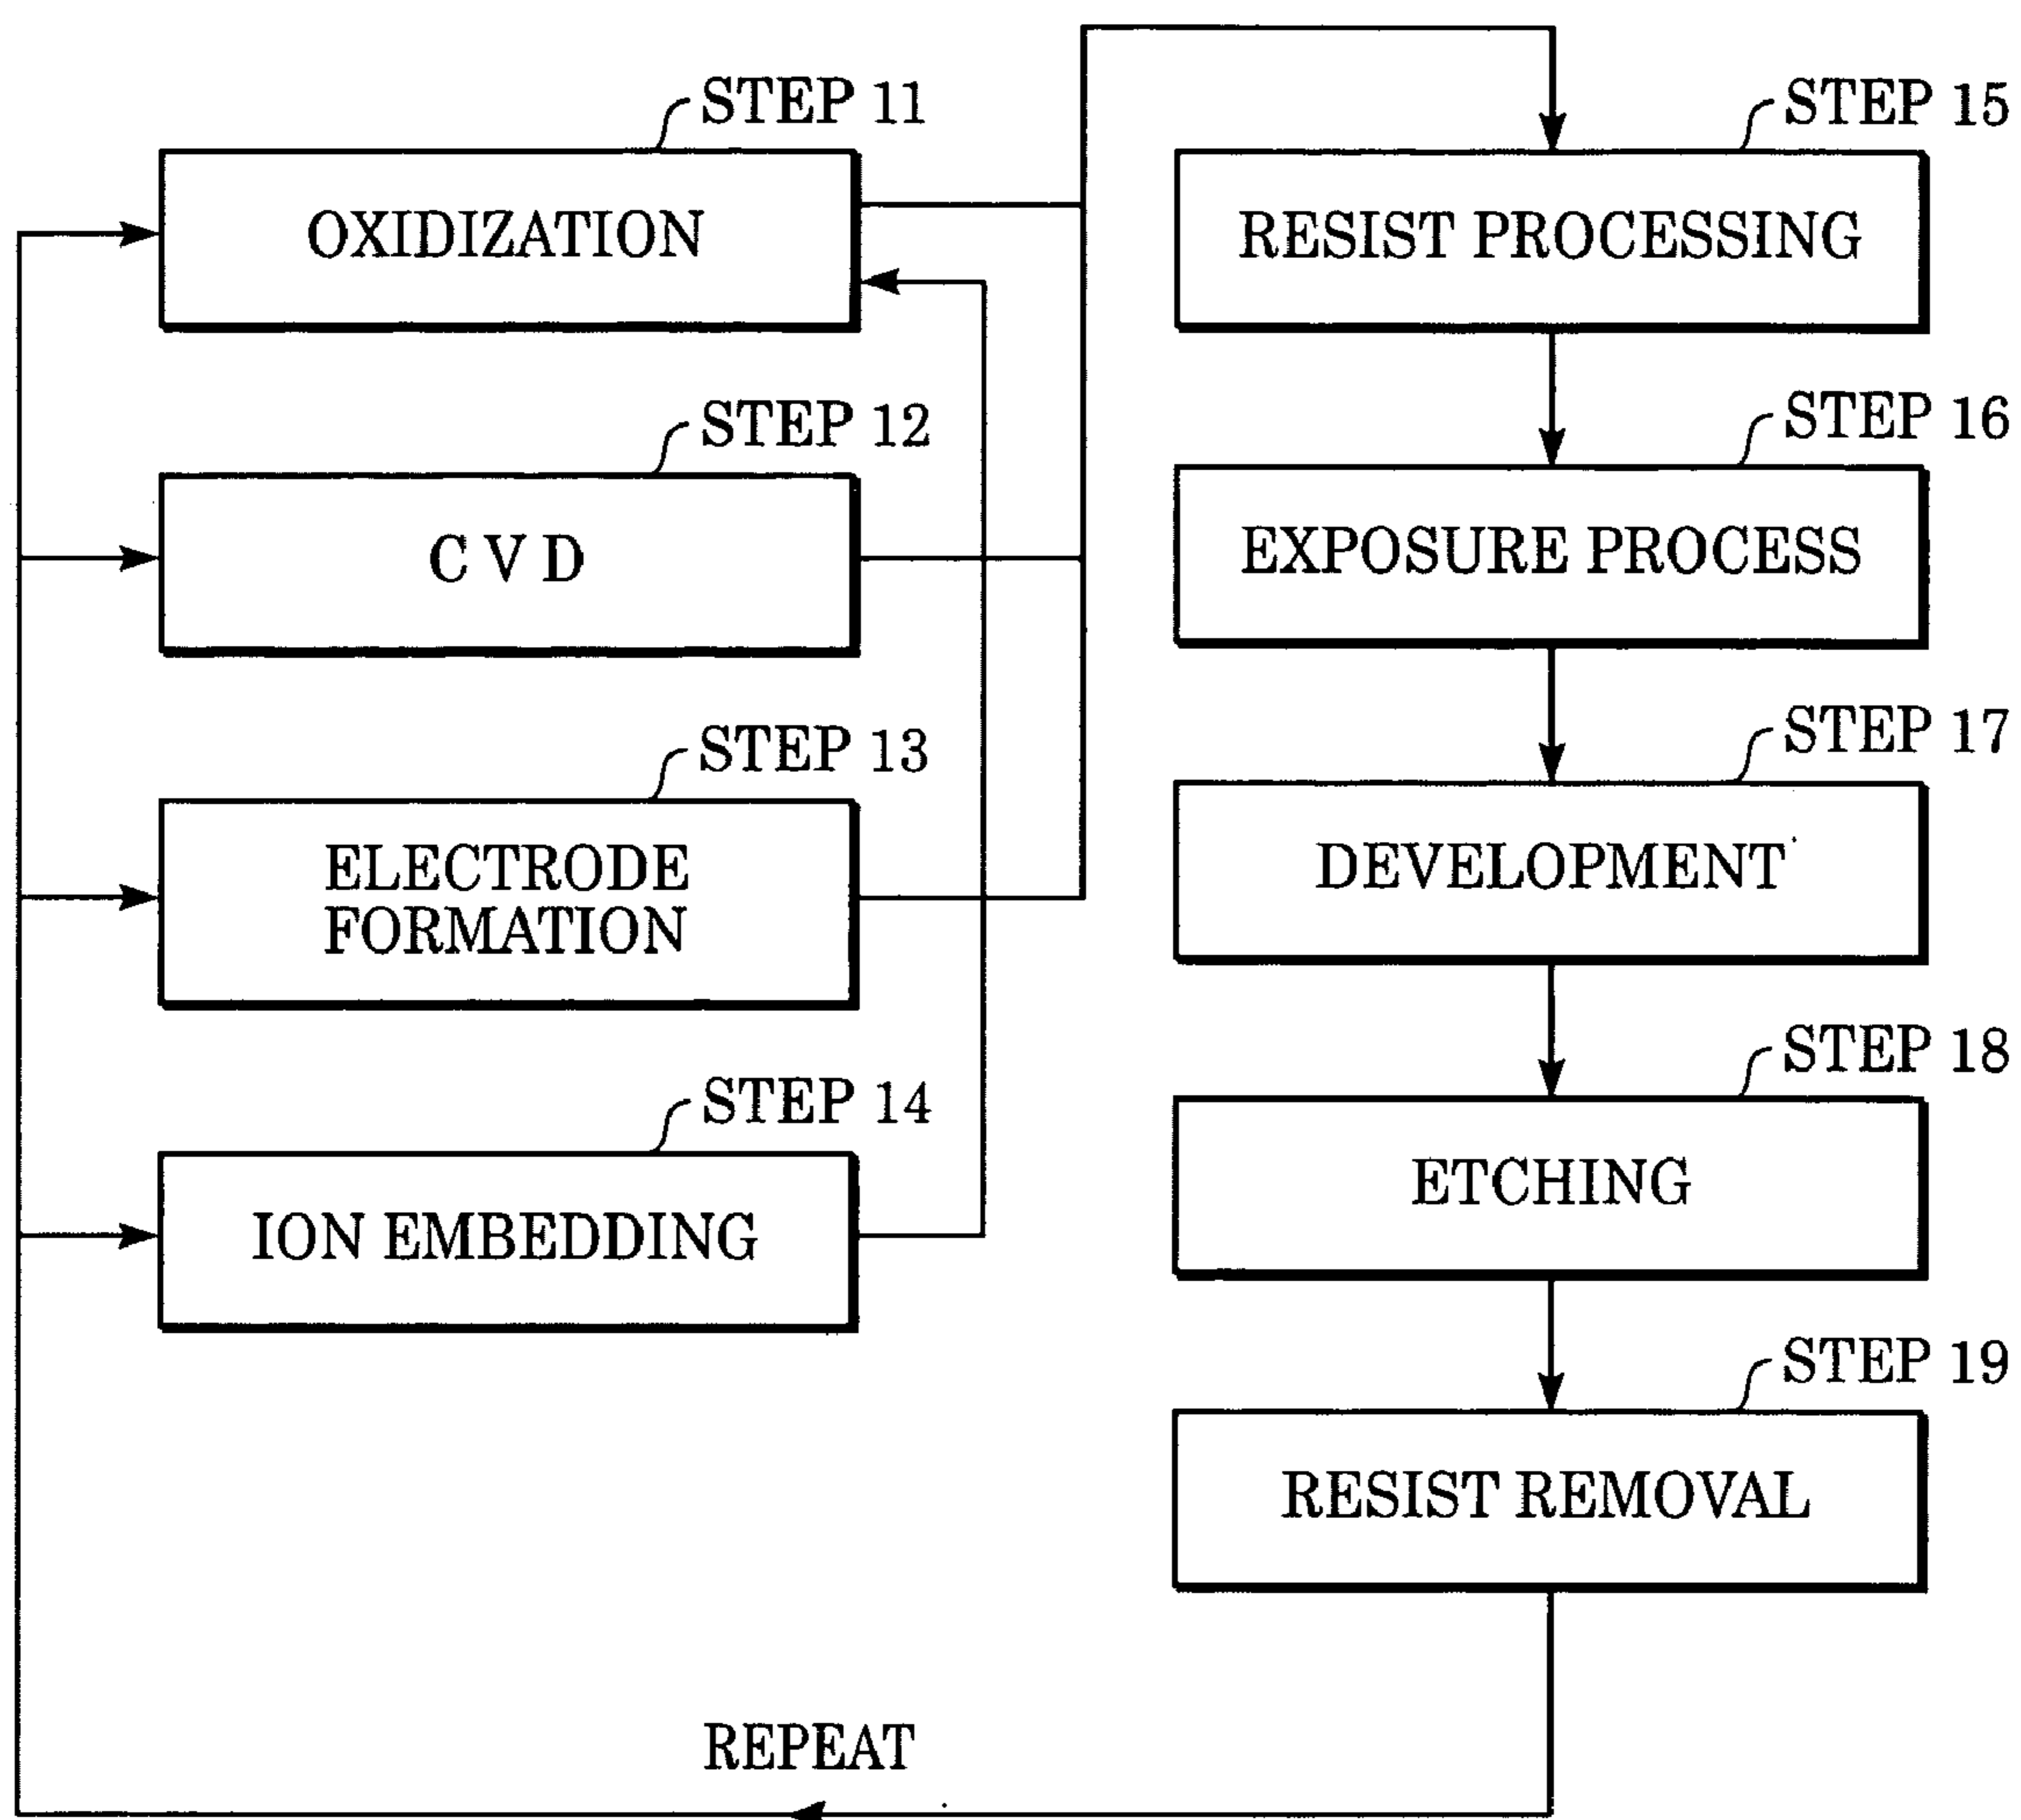 STEP 11
OXIDIZATION
STEP 12
C V D
STEP 13
ELECTRODE
FORMATION
STEP 14
ION EMBEDDING
STEP 15
RESIST PROCESSING
STEP 16
EXPOSURE PROCESS
STEP 17
DEVELOPMENT
STEP 18
ETCHING
STEP 19
RESIST REMOVAL
REPEAT